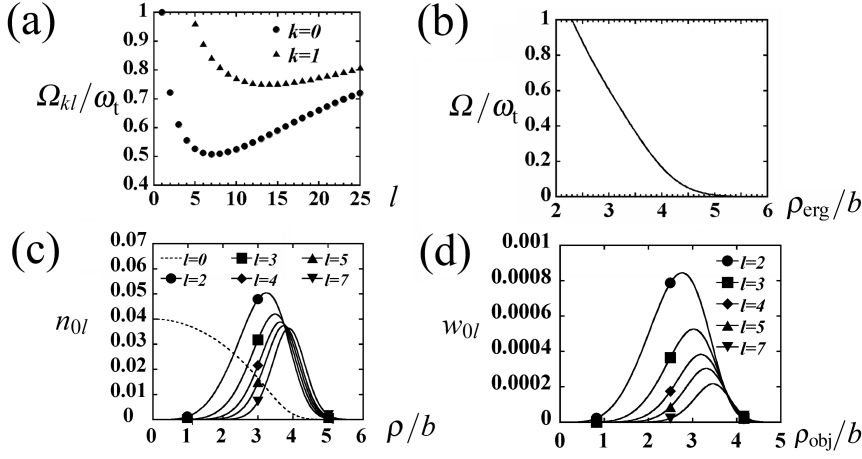 (a)
1
0.9
0.8
0.7
0.6
0.5
0.4
Ω_kl/ω_t
k=0
k=1
0 5 10 15 20 25
l
(b)
1
0.8
0.6
0.4
0.2
0
Ω/ω_t
2 3 4 5 6
ρ_erg/b
(c)
0.07
0.06
0.05
0.04
0.03
0.02
0.01
0
n_0l
l=0 l=3 l=5
l=2 l=4 l=7
0 1 2 3 4 5 6
ρ/b
(d)
0.001
0.0008
0.0006
0.0004
0.0002
0
w_0l
l=2
l=3
l=4
l=5
l=7
0 1 2 3 4 5
ρ_obj/b